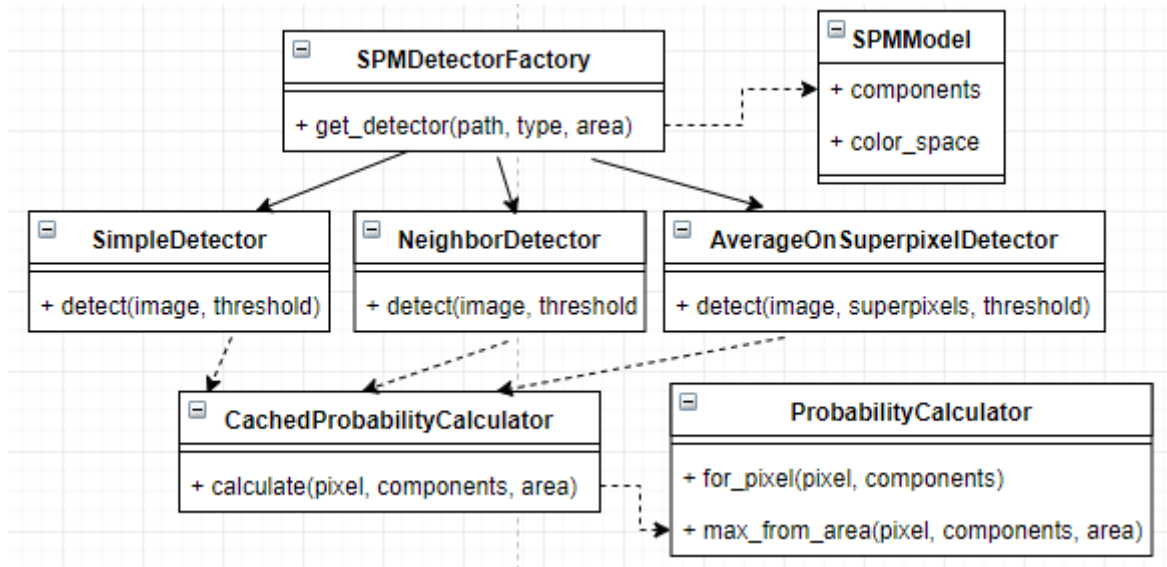 SPMDetectorFactory
+ get_detector(path, type, area)
SPMModel
+ components
+ color_space
SimpleDetector
+ detect(image, threshold)
NeighborDetector
+ detect(image, threshold
AverageOnSuperpixelDetector
+ detect(image, superpixels, threshold)
CachedProbabilityCalculator
+ calculate(pixel, components, area)
ProbabilityCalculator
+ for_pixel(pixel, components)
+ max_from_area(pixel, components, area)